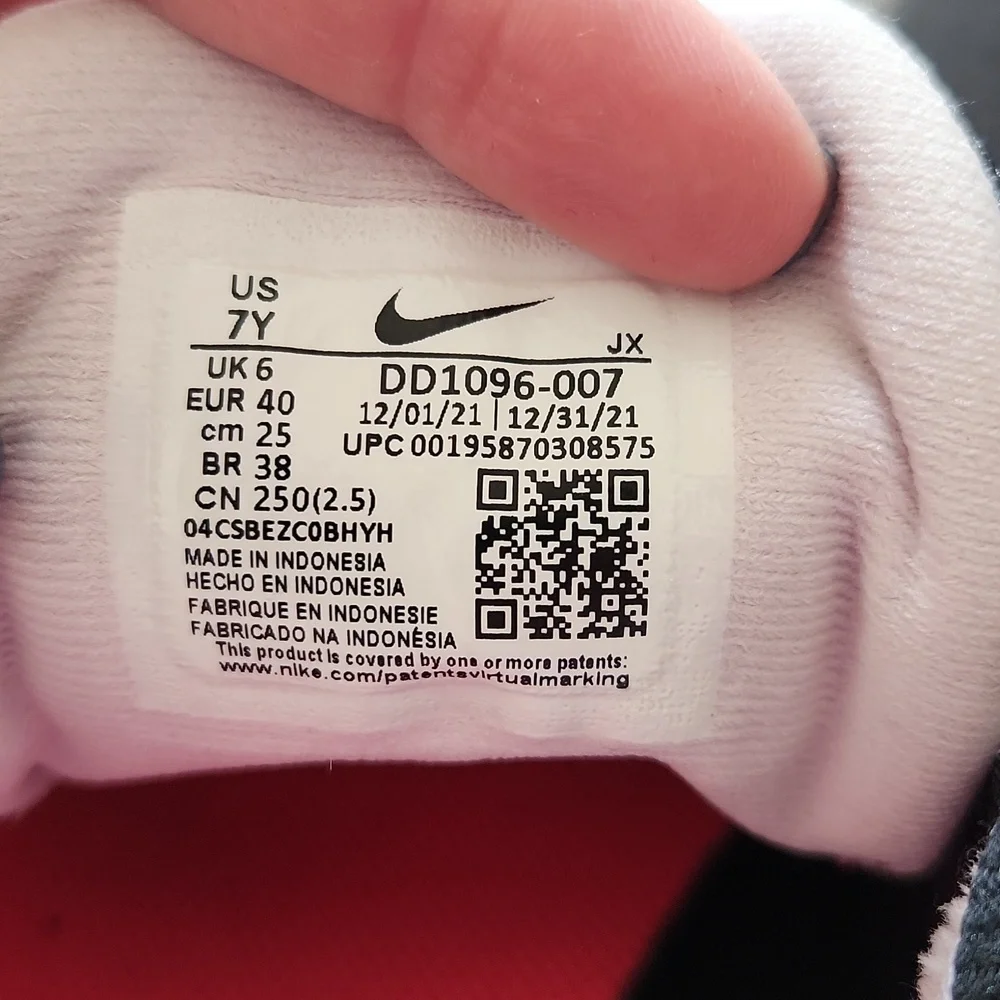 US
7Y
JX
UK 6
EUR 40
cm 25
BR 38
CN 250(2.5)
DD1096-007
12/01/21 | 12/31/21
UPC 00195870308575
04CSBEZC0BHYH
MADE IN INDONESIA
HECHO EN INDONESIA
FABRIQUE EN INDONESIE
FABRICADO NA INDONÉSIA
This product is covered by one or more patents:
www.nike.com/patentsvirtualmarking